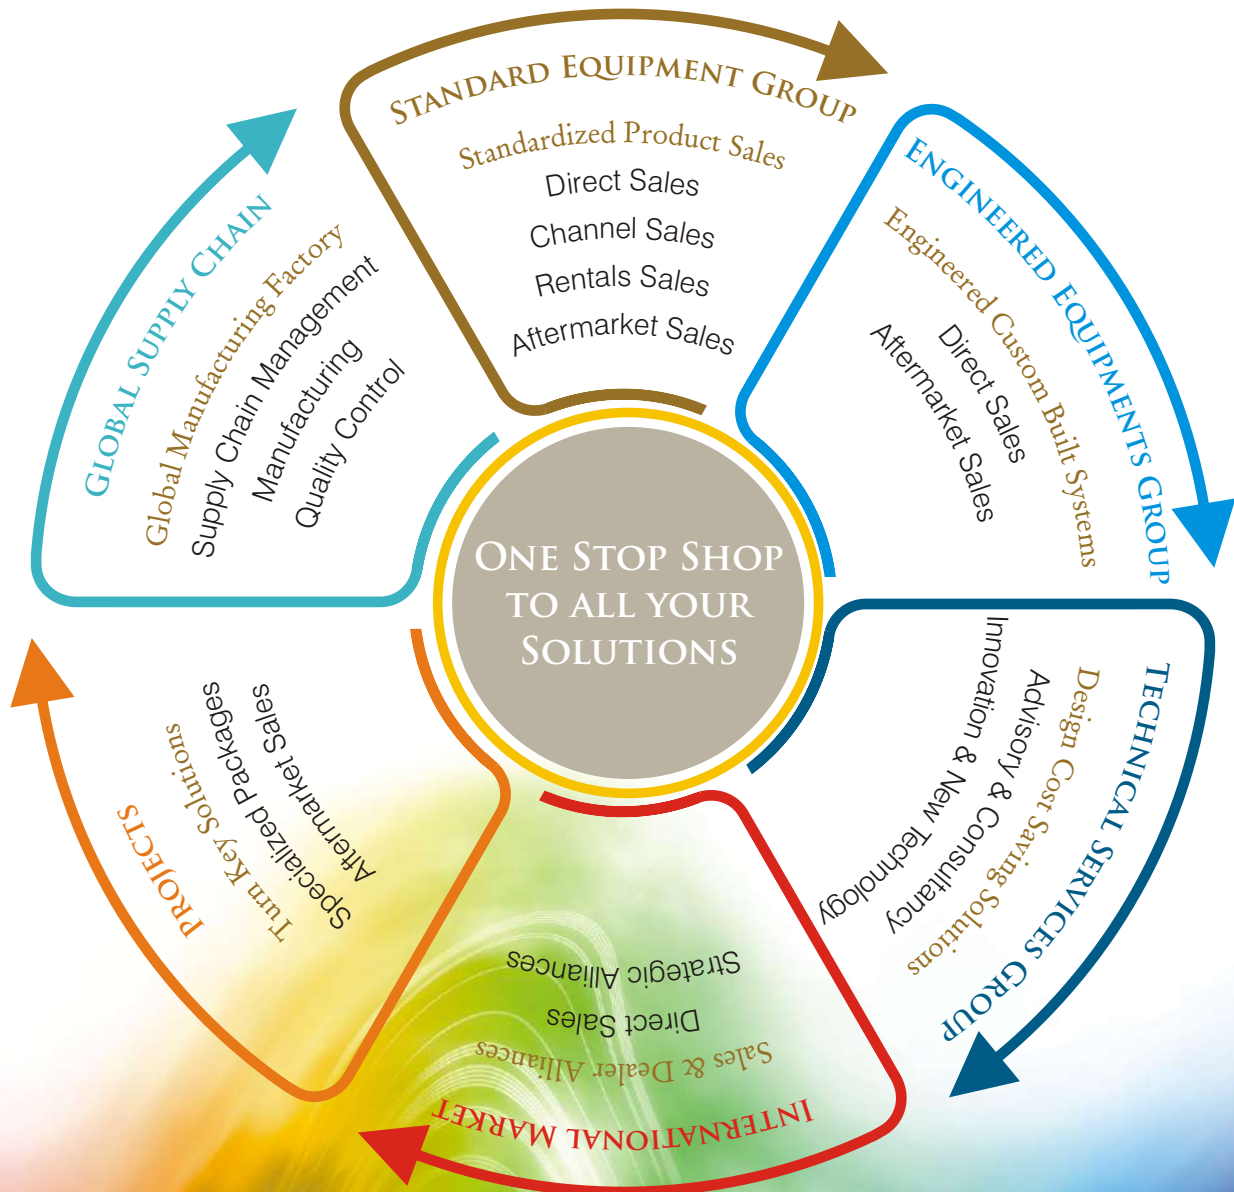 STANDARD EQUIPMENT GROUP
Standardized Product Sales
Direct Sales
Channel Sales
Rentals Sales
Aftermarket Sales
ENGINEERED EQUIPMENTS GROUP
Engineered Custom Built Systems
Direct Sales
Aftermarket Sales
TECHNICAL SERVICES GROUP
Design Cost Saving Solutions
Advisory & Consultancy
Innovation & New Technology
INTERNATIONAL MARKET
Sales & Dealer Alliances
Direct Sales
Strategic Alliances
PROJECTS
Turn Key Solutions
Specialized Packages
Aftermarket Sales
GLOBAL SUPPLY CHAIN
Global Manufacturing Factory
Supply Chain Management
Manufacturing
Quality Control
ONE STOP SHOP
TO ALL YOUR
SOLUTIONS